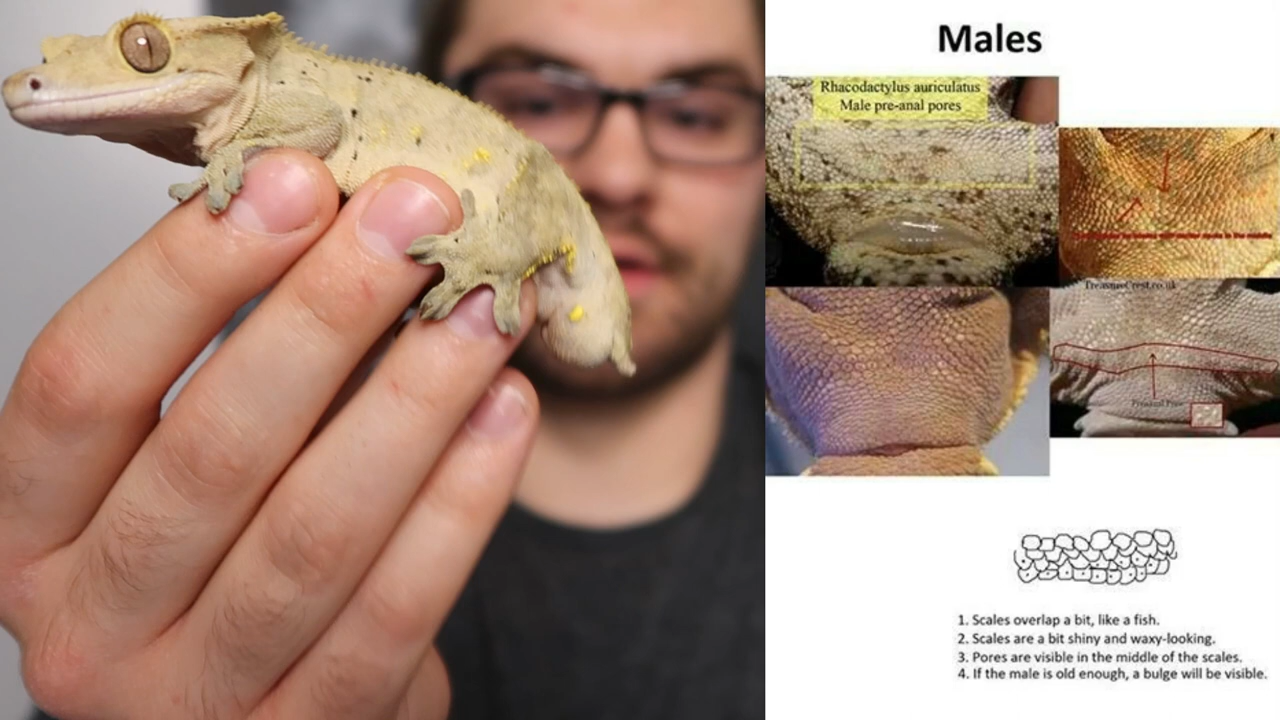 Males
Rhacodactylus auriculatus
Male pre-anal pores
TreasureCrest.co.uk
Preanal Pore
1. Scales overlap a bit, like a fish.
2. Scales are a bit shiny and waxy-looking.
3. Pores are visible in the middle of the scales.
4. If the male is old enough, a bulge will be visible.